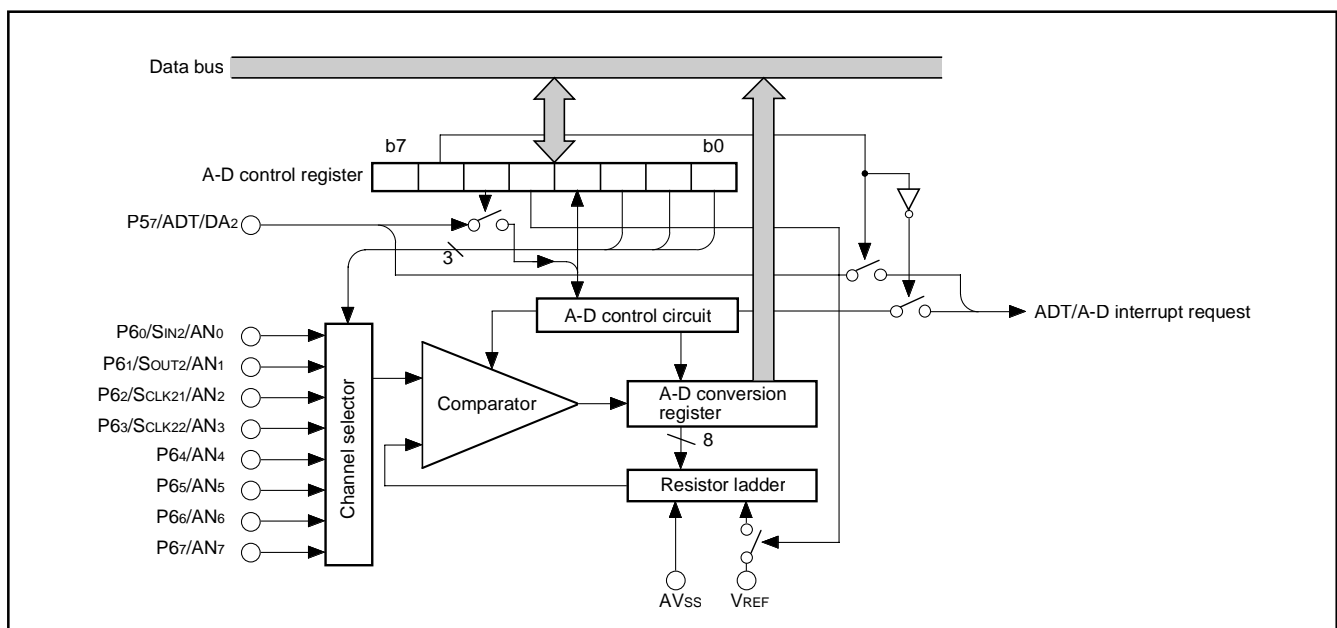 Data bus
b7 b0
A-D control register
P57/ADT/DA2
3
A-D control circuit
ADT/A-D interrupt request
P60/SIN2/AN0
P61/SOUT2/AN1
P62/SCLK21/AN2
P63/SCLK22/AN3
P64/AN4
P65/AN5
P66/AN6
P67/AN7
Channel selector
Comparator
A-D conversion
register
8
Resistor ladder
AVSS VREF